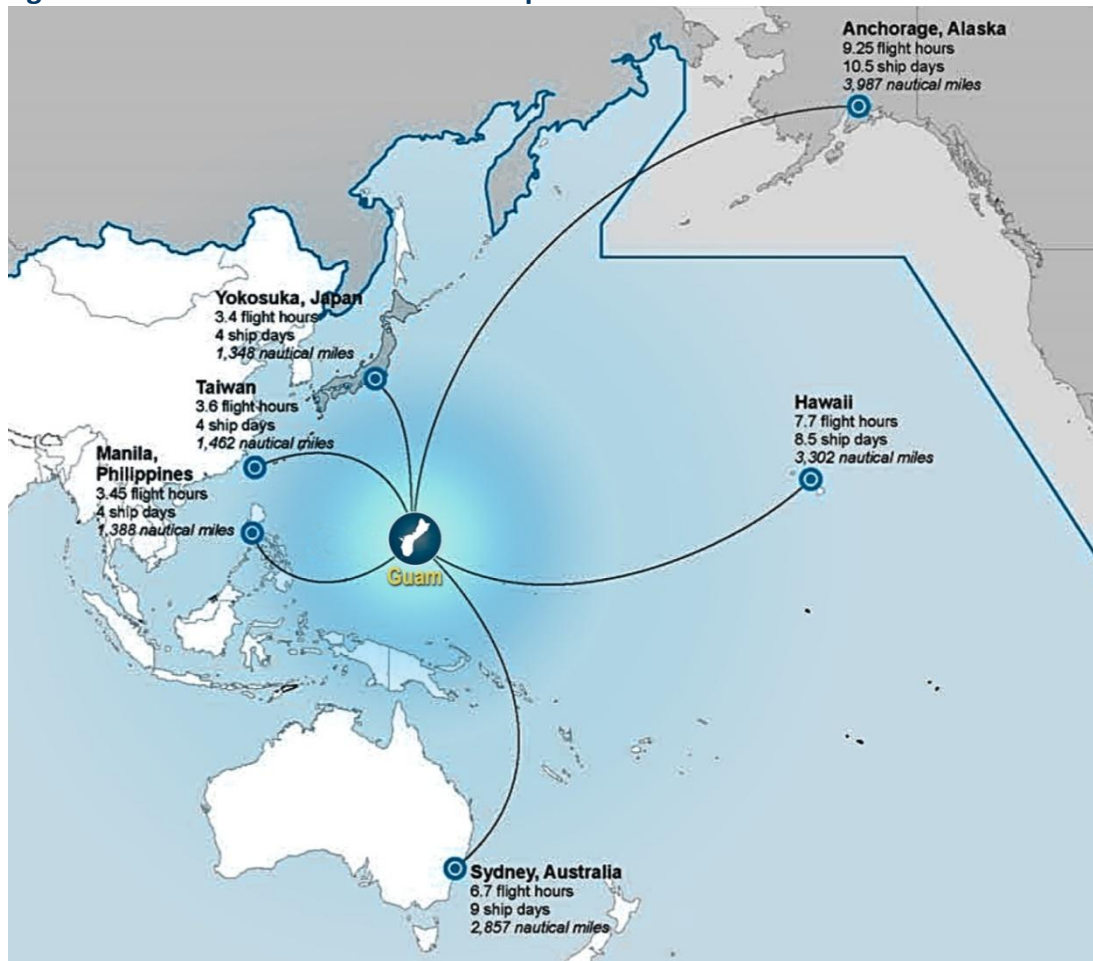 Anchorage, Alaska
9.25 flight hours
10.5 ship days
3,987 nautical miles
Yokosuka, Japan
3.4 flight hours
4 ship days
1,348 nautical miles
Taiwan
3.6 flight hours
4 ship days
1,462 nautical miles
Manila,
Philippines
3.45 flight hours
4 ship days
1,388 nautical miles
Hawaii
7.7 flight hours
8.5 ship days
3,302 nautical miles
Guam
Sydney, Australia
6.7 flight hours
9 ship days
2,857 nautical miles